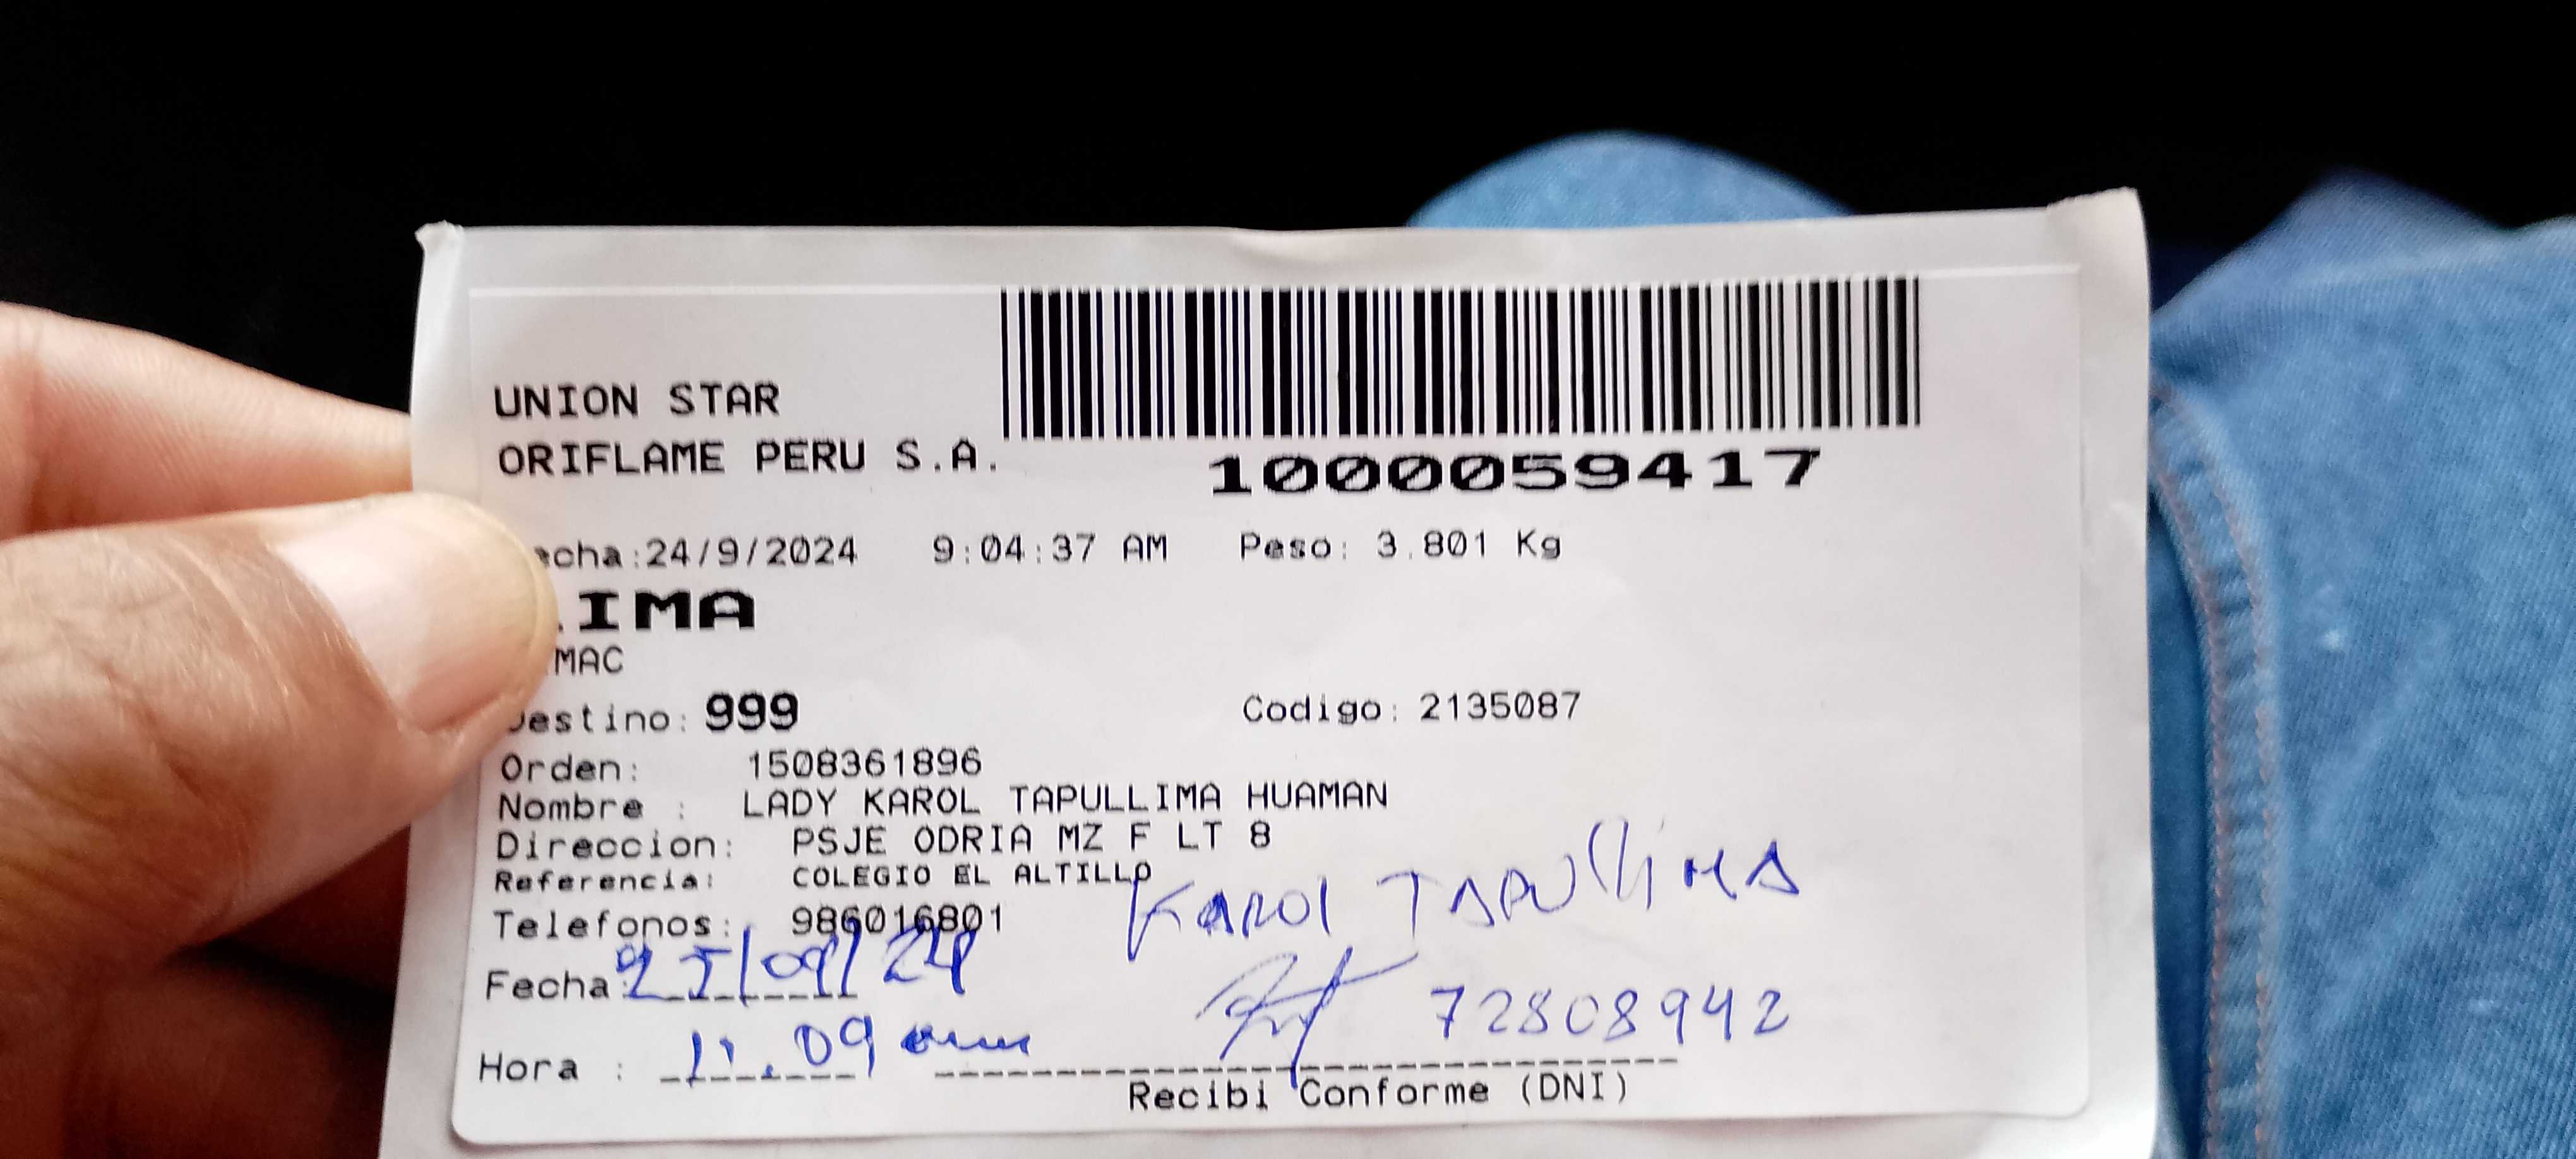 UNION STAR
ORIFLAME PERU S.A.
1000059417
echa:24/9/2024 9:04:37 AM Peso: 3.801 Kg
IMA
MAC
estino: 999 Codigo: 2135087
Orden: 1508361896
Nombre : LADY KAROL TAPULLIMA HUAMAN
Direccion: PSJE ODRIA MZ F LT 8
Referencia: COLEGIO EL ALTILLO
Telefonos: 986016801
KAROl TAPUllIMA
Fecha: 25/09/24
72808942
Hora : 11.09 am
Recibi Conforme (DNI)